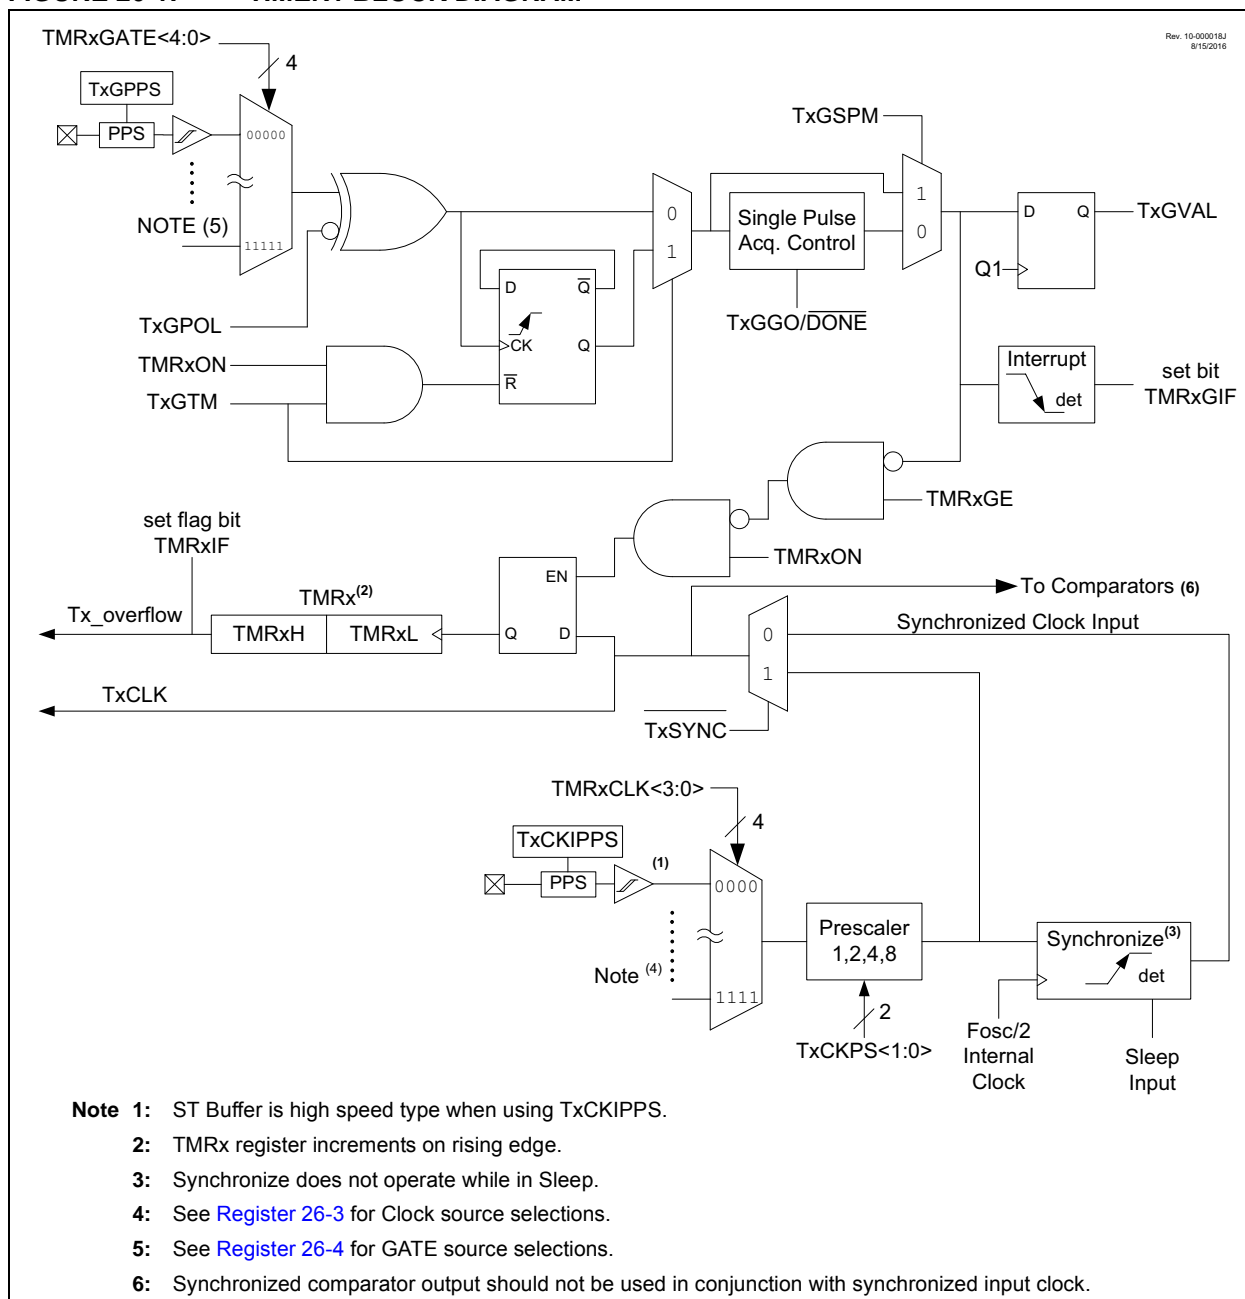 TMRxGATE<4:0>
4
Rev. 10-000018J
8/15/2016
TxGPPS
PPS
00000
NOTE (5)
11111
TxGPOL
TMRxON
TxGTM
D
Q
CK
Q
R
0
1
Single Pulse
Acq. Control
TxGGO/DONE
TxGSPM
1
0
D
Q
Q1
TxGVAL
Interrupt
det
set bit
TMRxGIF
TMRxGE
TMRxON
set flag bit
TMRxIF
Tx_overflow
TMRx(2)
TMRxH
TMRxL
EN
Q
D
TxCLK
To Comparators (6)
0
1
Synchronized Clock Input
TxSYNC
TMRxCLK<3:0>
4
TxCKIPPS
PPS
(1)
0000
Note (4)
1111
Prescaler
1,2,4,8
2
TxCKPS<1:0>
Synchronize(3)
det
Fosc/2
Internal
Clock
Sleep
Input
Note 1: ST Buffer is high speed type when using TxCKIPPS.
2: TMRx register increments on rising edge.
3: Synchronize does not operate while in Sleep.
4: See Register 26-3 for Clock source selections.
5: See Register 26-4 for GATE source selections.
6: Synchronized comparator output should not be used in conjunction with synchronized input clock.